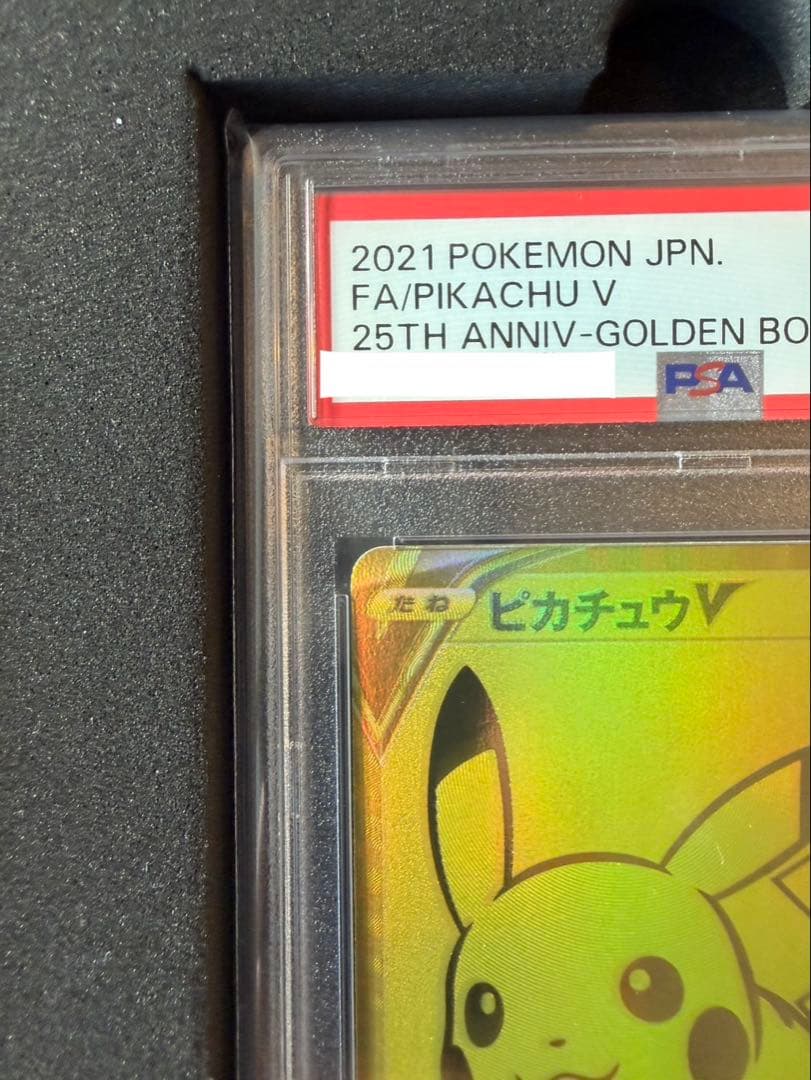 2021 POKEMON JPN.
FA/PIKACHU V
25TH ANNIV-GOLDEN BO
PSA
たね ピカチュウV